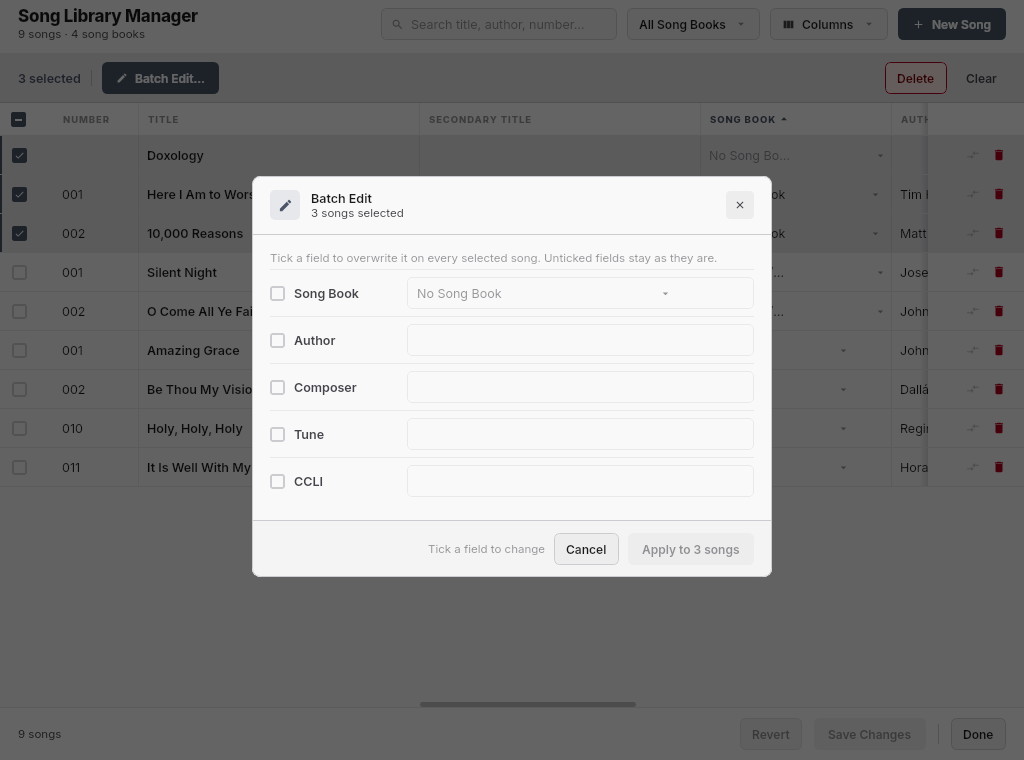 Song Library Manager
9 songs · 4 song books
Search title, author, number...
All Song Books
Columns
New Song
3 selected
Batch Edit...
Delete
Clear
NUMBER
TITLE
SECONDARY TITLE
SONG BOOK
Doxology
No Song Bo...
001
Here I Am to
Tim
002
10,000 Reasons
Matt
001
Silent Night
002
O Come All Ye
001
Amazing Grace
John
002
Be Thou My
010
Holy, Holy, Holy
011
It Is Well With My
Batch Edit
3 songs selected
Tick a field to overwrite it on every selected song. Unticked fields stay as they are.
Song Book
No Song Book
Author
Composer
Tune
CCLI
Tick a field to change
Cancel
Apply to 3 songs
9 songs
Revert
Save Changes
Done